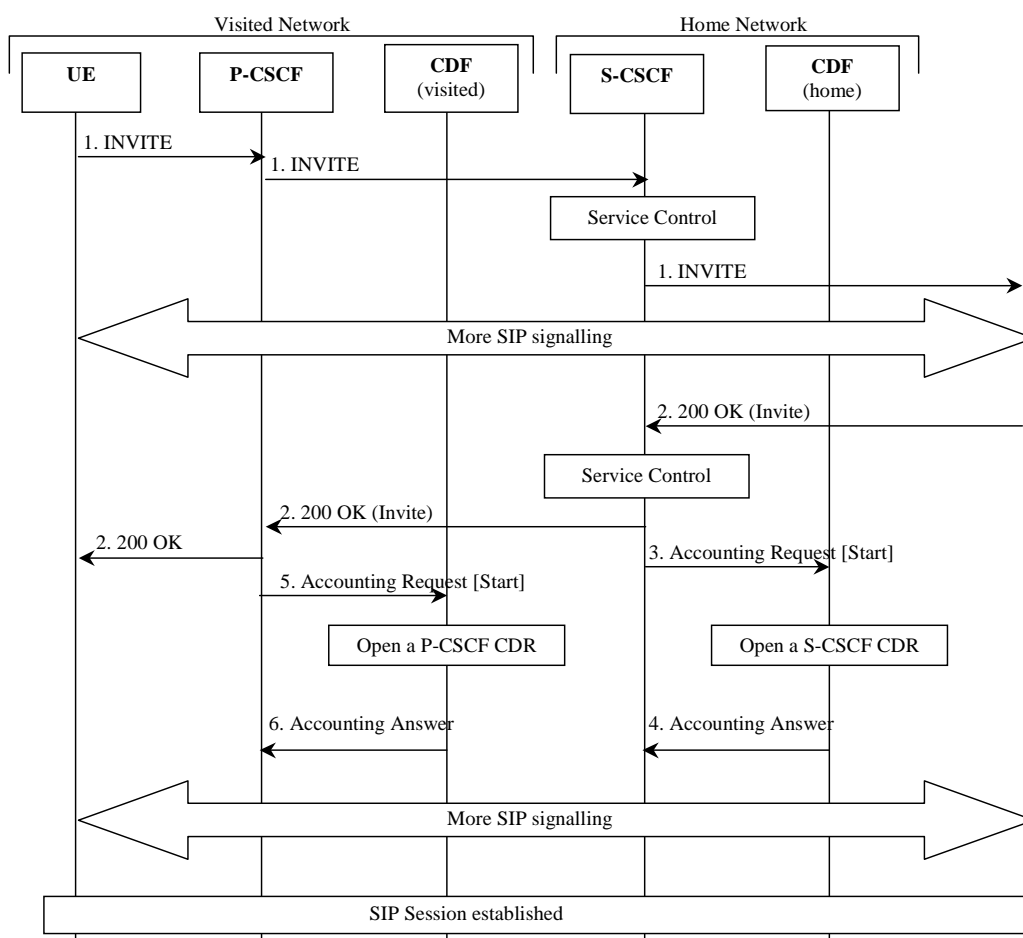 Visited Network
Home Network
UE
P-CSCF
CDF
(visited)
S-CSCF
CDF
(home)
1. INVITE
1. INVITE
Service Control
1. INVITE
More SIP signalling
2. 200 OK (Invite)
Service Control
2. 200 OK (Invite)
2. 200 OK
3. Accounting Request [Start]
5. Accounting Request [Start]
Open a P-CSCF CDR
Open a S-CSCF CDR
6. Accounting Answer
4. Accounting Answer
More SIP signalling
SIP Session established